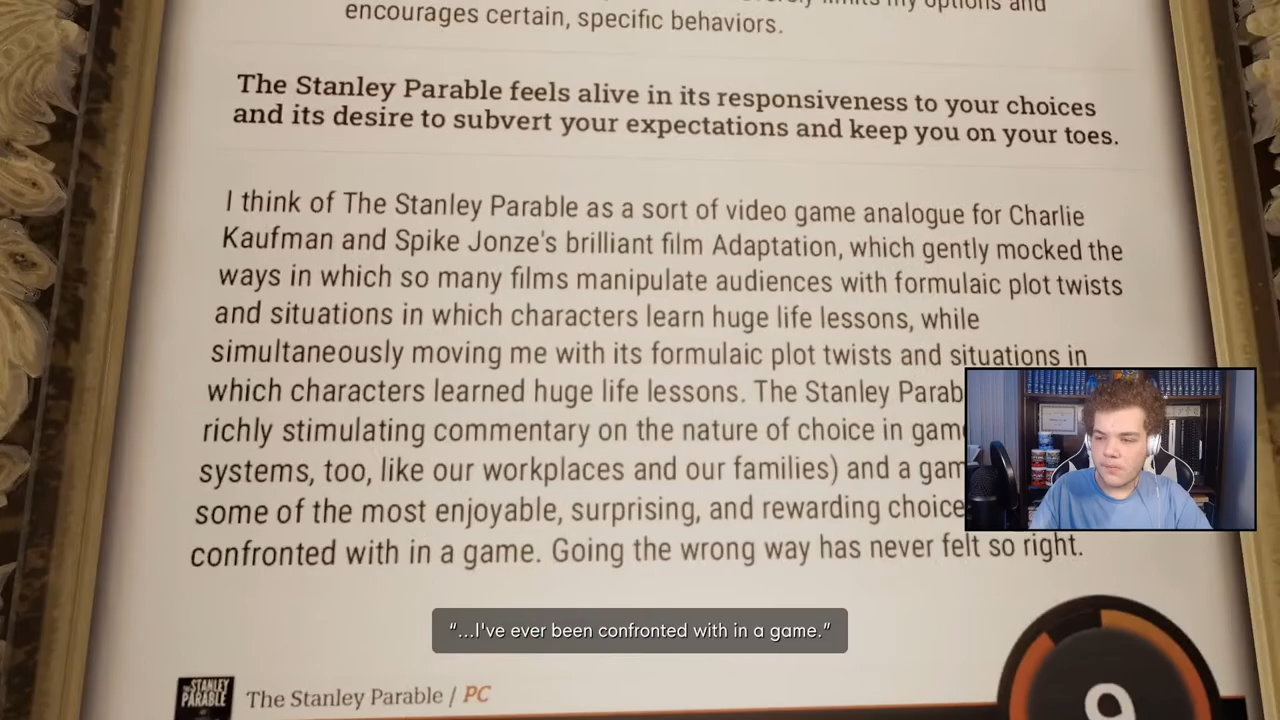 my options and
encourages certain, specific behaviors.
The Stanley Parable feels alive in its responsiveness to your choices
and its desire to subvert your expectations and keep you on your toes.
I think of The Stanley Parable as a sort of video game analogue for Charlie
Kaufman and Spike Jonze's brilliant film Adaptation, which gently mocked the
ways in which so many films manipulate audiences with formulaic plot twists
and situations in which characters learn huge life lessons, while
simultaneously moving me with its formulaic plot twists and situations in
which characters learned huge life lessons. The Stanley Parab
richly stimulating commentary on the nature of choice in gam
systems, too, like our workplaces and our families) and a gam
some of the most enjoyable, surprising, and rewarding choice
confronted with in a game. Going the wrong way has never felt so right.
"...I've ever been confronted with in a game."
THE STANLEY PARABLE
The Stanley Parable / PC
9